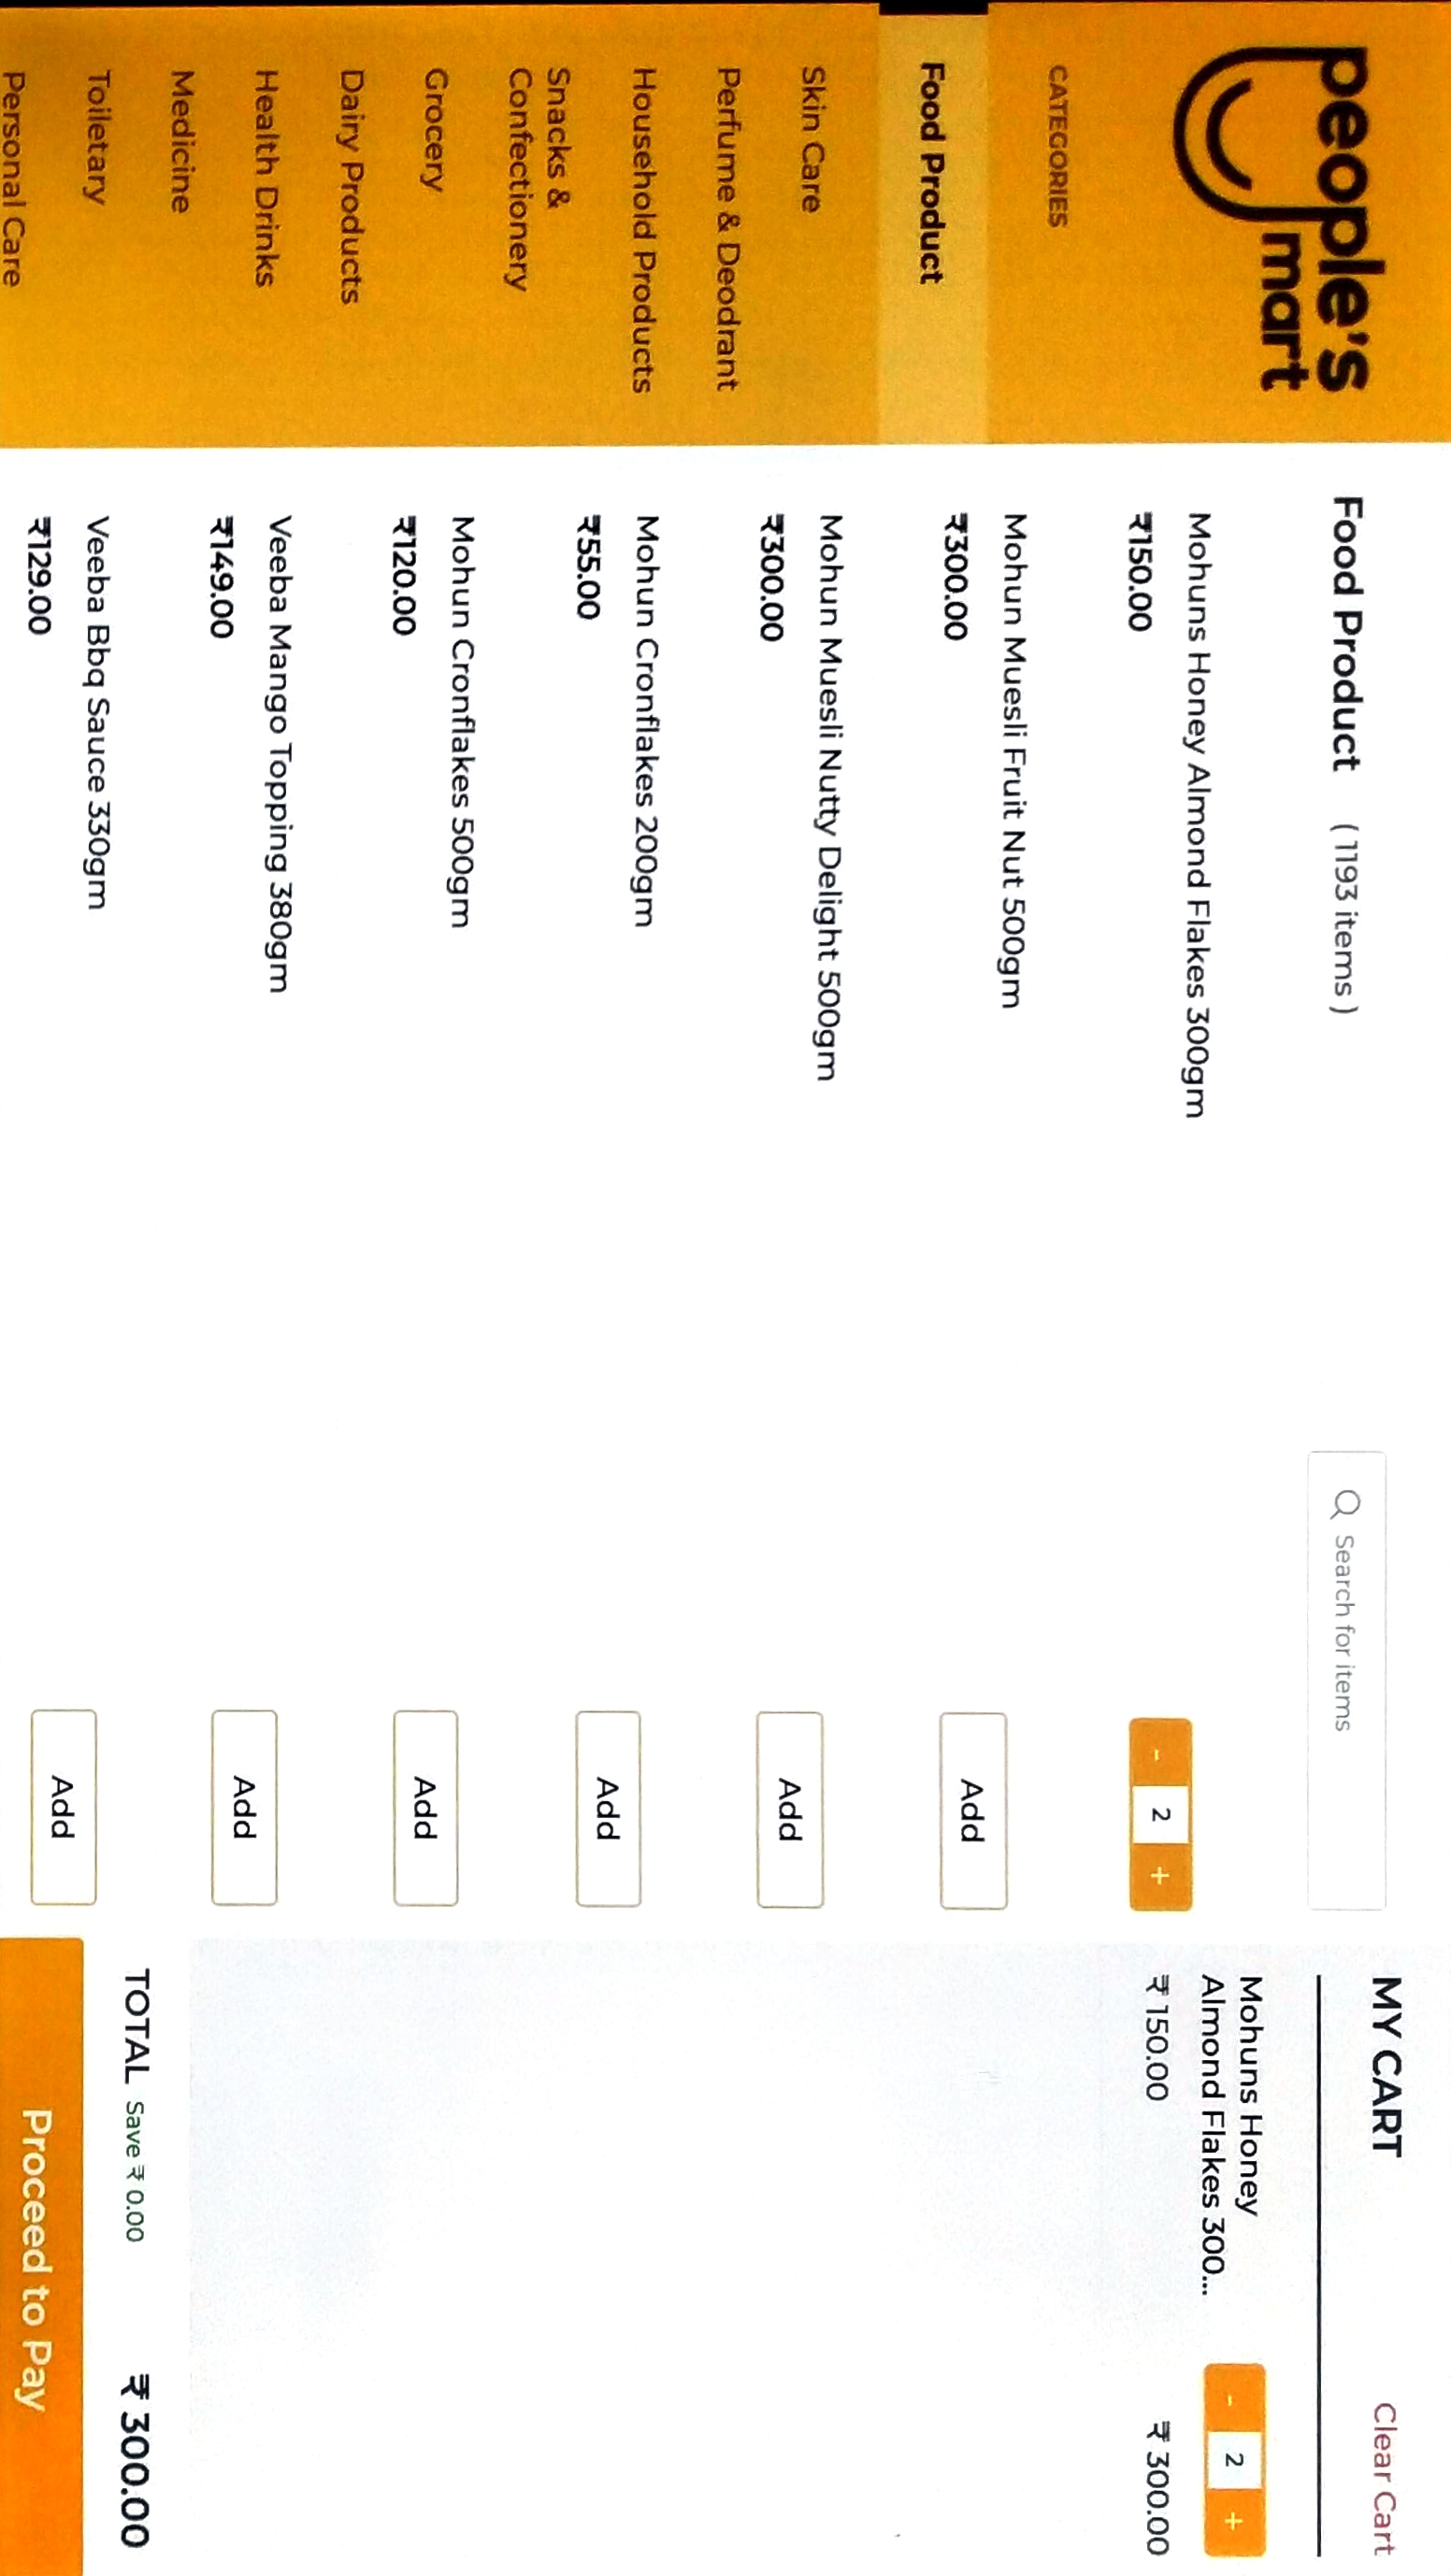 people's
mart
CATEGORIES
Food Product
Skin Care
Perfume & Deodrant
Household Products
Snacks &
Confectionery
Grocery
Dairy Products
Health Drinks
Medicine
Toiletary
Personal Care
Food Product ( 1193 items )
Search for items
Mohuns Honey Almond Flakes 300gm
₹150.00
- 2 +
Mohun Muesli Fruit Nut 500gm
₹300.00
Add
Mohun Muesli Nutty Delight 500gm
₹300.00
Add
Mohun Cronflakes 200gm
₹55.00
Add
Mohun Cronflakes 500gm
₹120.00
Add
Veeba Mango Topping 380gm
₹149.00
Add
Veeba Bbq Sauce 330gm
₹129.00
Add
MY CART
Clear Cart
Mohuns Honey
Almond Flakes 300...
- 2 +
₹ 150.00
₹ 300.00
TOTAL Save ₹ 0.00
₹ 300.00
Proceed to Pay